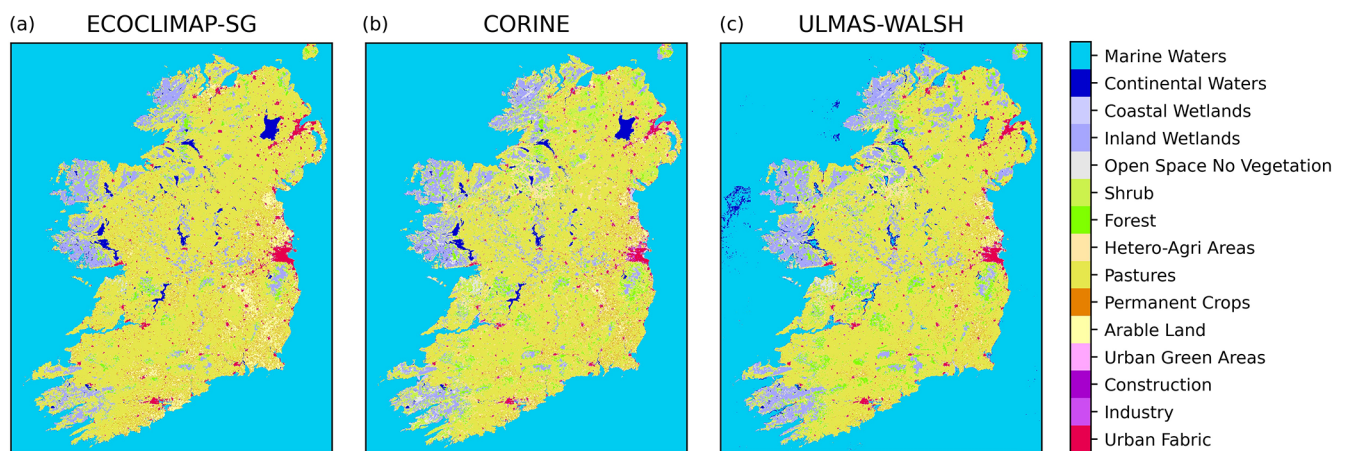 (a) ECOCLIMAP-SG
(b) CORINE
(c) ULMAS-WALSH
Marine Waters
Continental Waters
Coastal Wetlands
Inland Wetlands
Open Space No Vegetation
Shrub
Forest
Hetero-Agri Areas
Pastures
Permanent Crops
Arable Land
Urban Green Areas
Construction
Industry
Urban Fabric